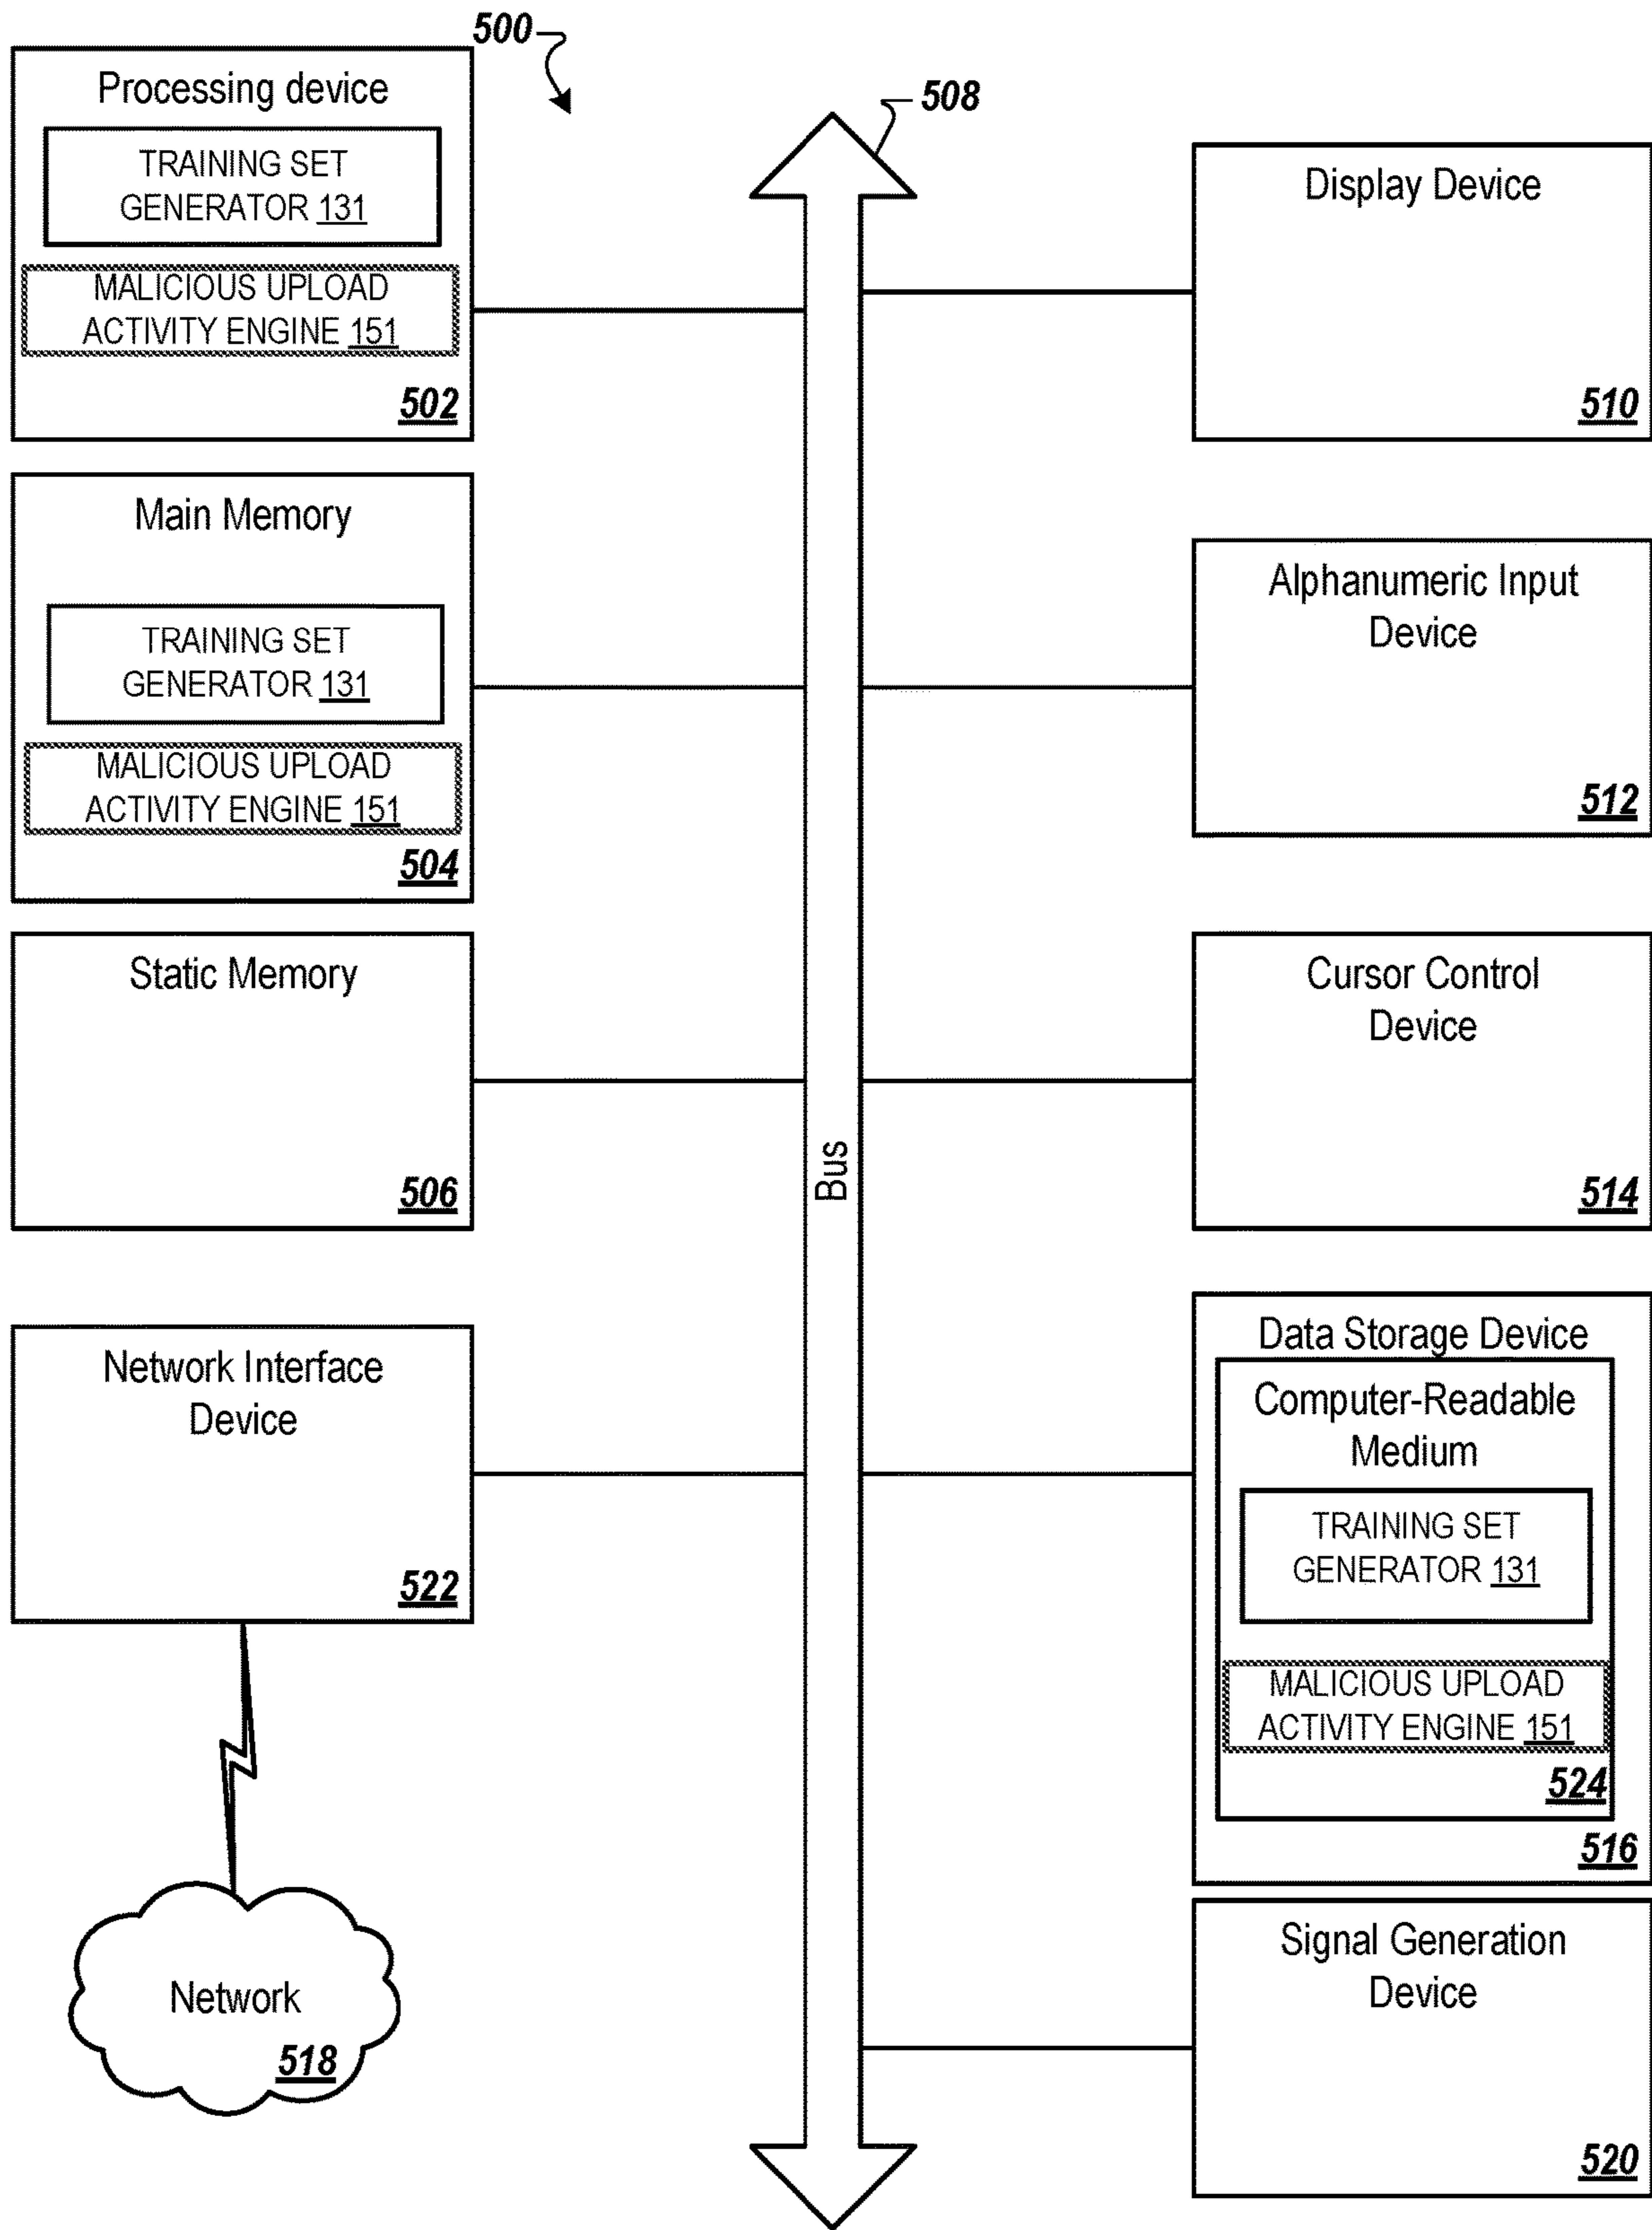 500
508
Processing device
TRAINING SET
GENERATOR 131
MALICIOUS UPLOAD
ACTIVITY ENGINE 151
502
Main Memory
TRAINING SET
GENERATOR 131
MALICIOUS UPLOAD
ACTIVITY ENGINE 151
504
Static Memory
506
Network Interface
Device
522
Network
518
Bus
Display Device
510
Alphanumeric Input
Device
512
Cursor Control
Device
514
Data Storage Device
Computer-Readable
Medium
TRAINING SET
GENERATOR 131
MALICIOUS UPLOAD
ACTIVITY ENGINE 151
524
516
Signal Generation
Device
520